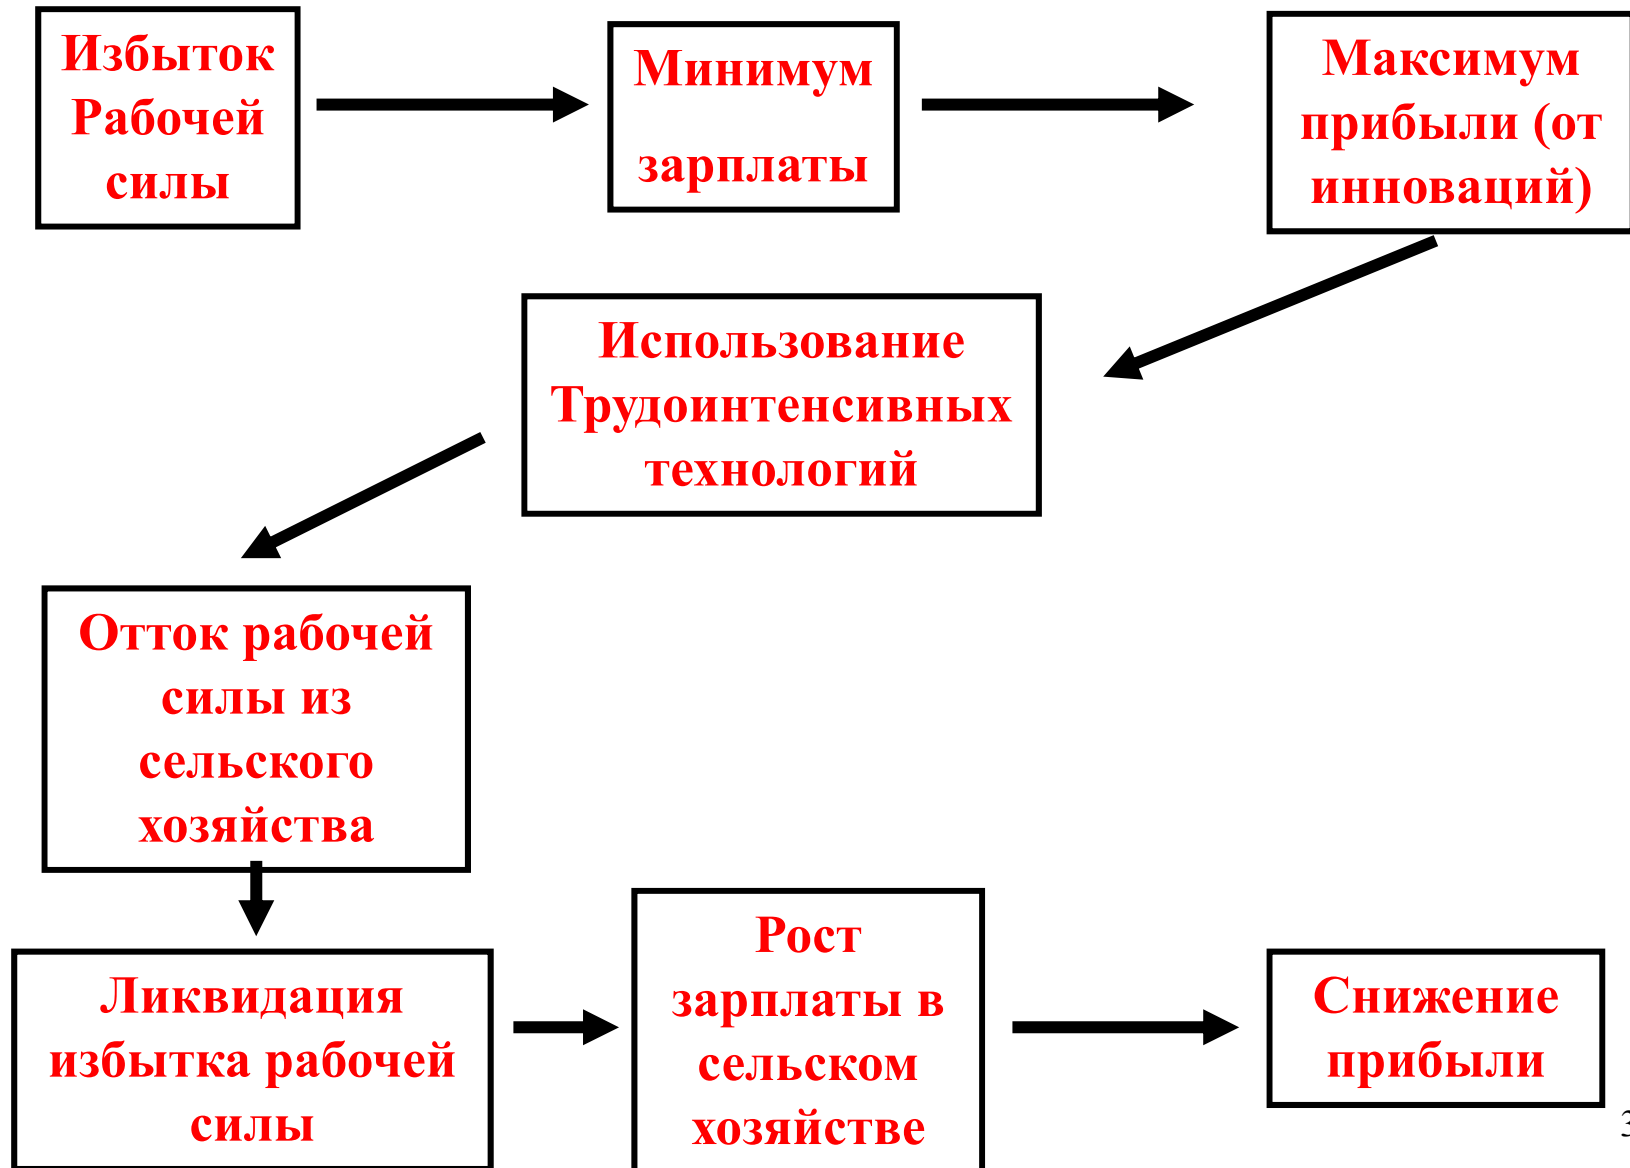 Избыток
Рабочей
силы
Минимум
зарплаты
Максимум
прибыли (от
инноваций)
Использование
Трудоинтенсивных
технологий
Отток рабочей
силы из
сельского
хозяйства
Ликвидация
избытка рабочей
силы
Рост
зарплаты в
сельском
хозяйстве
Снижение
прибыли
3